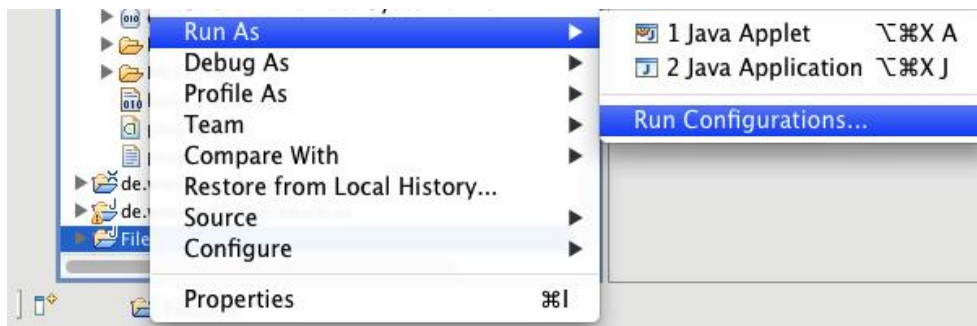 Run As
Debug As
Profile As
Team
Compare With
Restore from Local History...
Source
Configure
Properties ⌘I
1 Java Applet ⌥⌘X A
2 Java Application ⌥⌘X J
Run Configurations...
de.
de.
File